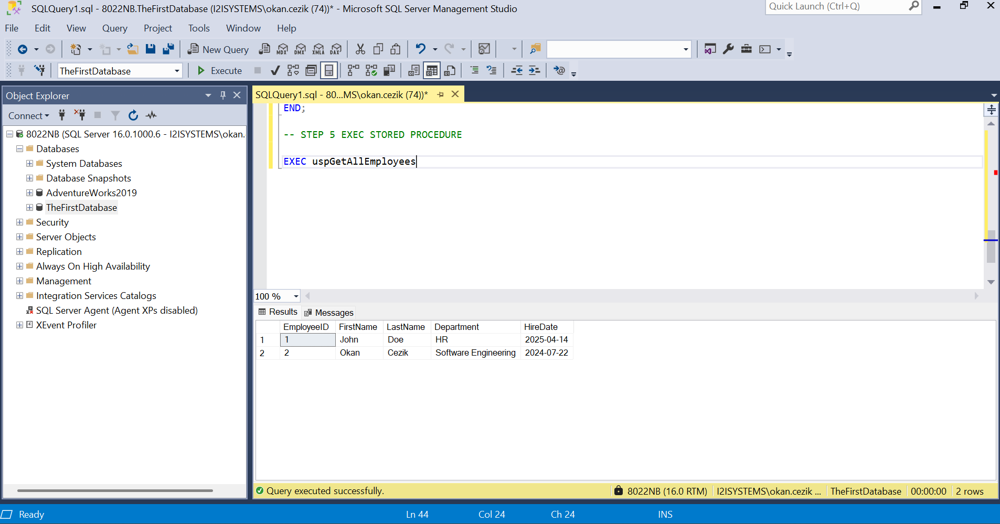 SQLQuery1.sql - 8022NB.TheFirstDatabase (I2ISYSTEMS\okan.cezik (74))* - Microsoft SQL Server Management Studio
Quick Launch (Ctrl+Q)
File Edit View Query Project Tools Window Help
New Query MDX DMX XMLA DAX
TheFirstDatabase Execute
Object Explorer
Connect
8022NB (SQL Server 16.0.1000.6 - I2ISYSTEMS\okan.
Databases
System Databases
Database Snapshots
AdventureWorks2019
TheFirstDatabase
Security
Server Objects
Replication
Always On High Availability
Management
Integration Services Catalogs
SQL Server Agent (Agent XPs disabled)
XEvent Profiler
SQLQuery1.sql - 80...MS\okan.cezik (74))*
END;
-- STEP 5 EXEC STORED PROCEDURE
EXEC uspGetAllEmployees
100 %
Results Messages
EmployeeID FirstName LastName Department HireDate
1 1 John Doe HR 2025-04-14
2 2 Okan Cezik Software Engineering 2024-07-22
Query executed successfully. 8022NB (16.0 RTM) I2ISYSTEMS\okan.cezik ... TheFirstDatabase 00:00:00 2 rows
Ready Ln 44 Col 24 Ch 24 INS